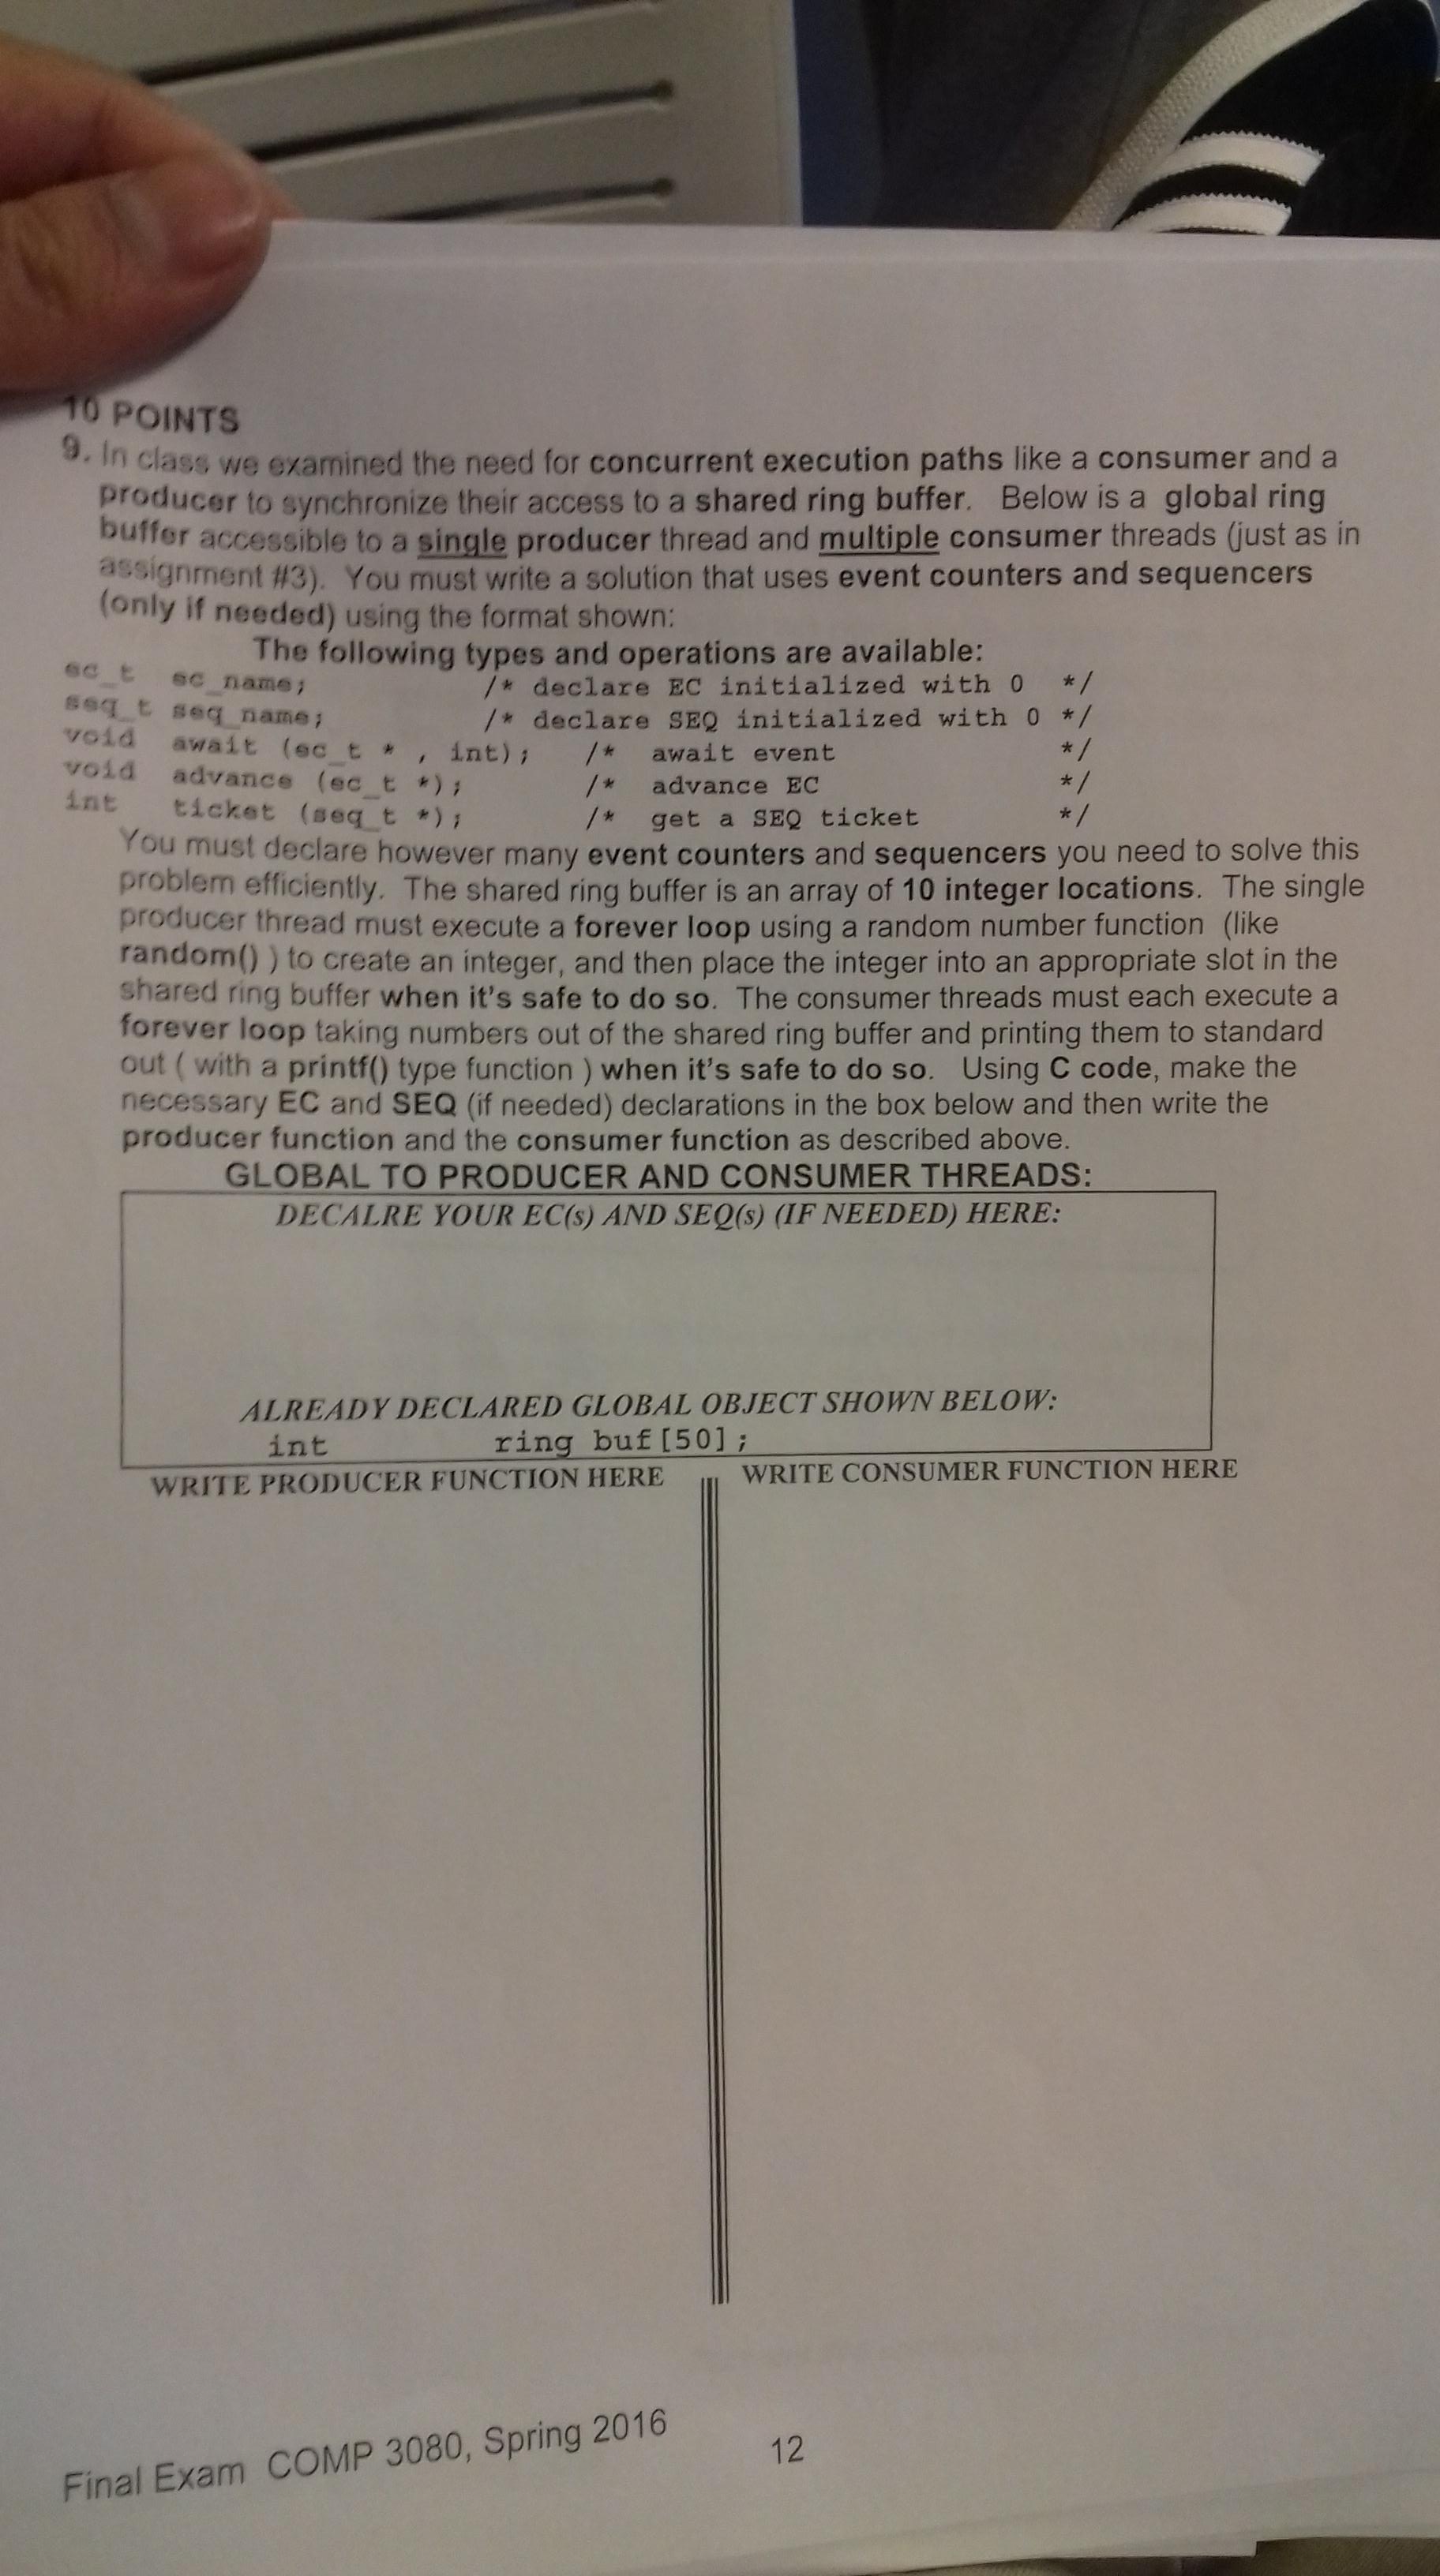 10 POINTS
9. In class we examined the need for concurrent execution paths like a consumer and a
producer to synchronize their access to a shared ring buffer. Below is a global ring
buffer accessible to a single producer thread and multiple consumer threads (just as in
assignment #3). You must write a solution that uses event counters and sequencers
(only if needed) using the format shown:
The following types and operations are available:
ec_t ec_name; /* declare EC initialized with 0 */
seq_t seq_name; /* declare SEQ initialized with 0 */
void await (ec_t * , int); /* await event */
void advance (ec_t *); /* advance EC */
int ticket (seq_t *); /* get a SEQ ticket */
You must declare however many event counters and sequencers you need to solve this
problem efficiently. The shared ring buffer is an array of 10 integer locations. The single
producer thread must execute a forever loop using a random number function (like
random() ) to create an integer, and then place the integer into an appropriate slot in the
shared ring buffer when it's safe to do so. The consumer threads must each execute a
forever loop taking numbers out of the shared ring buffer and printing them to standard
out ( with a printf() type function ) when it's safe to do so. Using C code, make the
necessary EC and SEQ (if needed) declarations in the box below and then write the
producer function and the consumer function as described above.
GLOBAL TO PRODUCER AND CONSUMER THREADS:
DECALRE YOUR EC(s) AND SEQ(s) (IF NEEDED) HERE:
ALREADY DECLARED GLOBAL OBJECT SHOWN BELOW:
int ring buf[50];
WRITE PRODUCER FUNCTION HERE WRITE CONSUMER FUNCTION HERE
Final Exam COMP 3080, Spring 2016 12